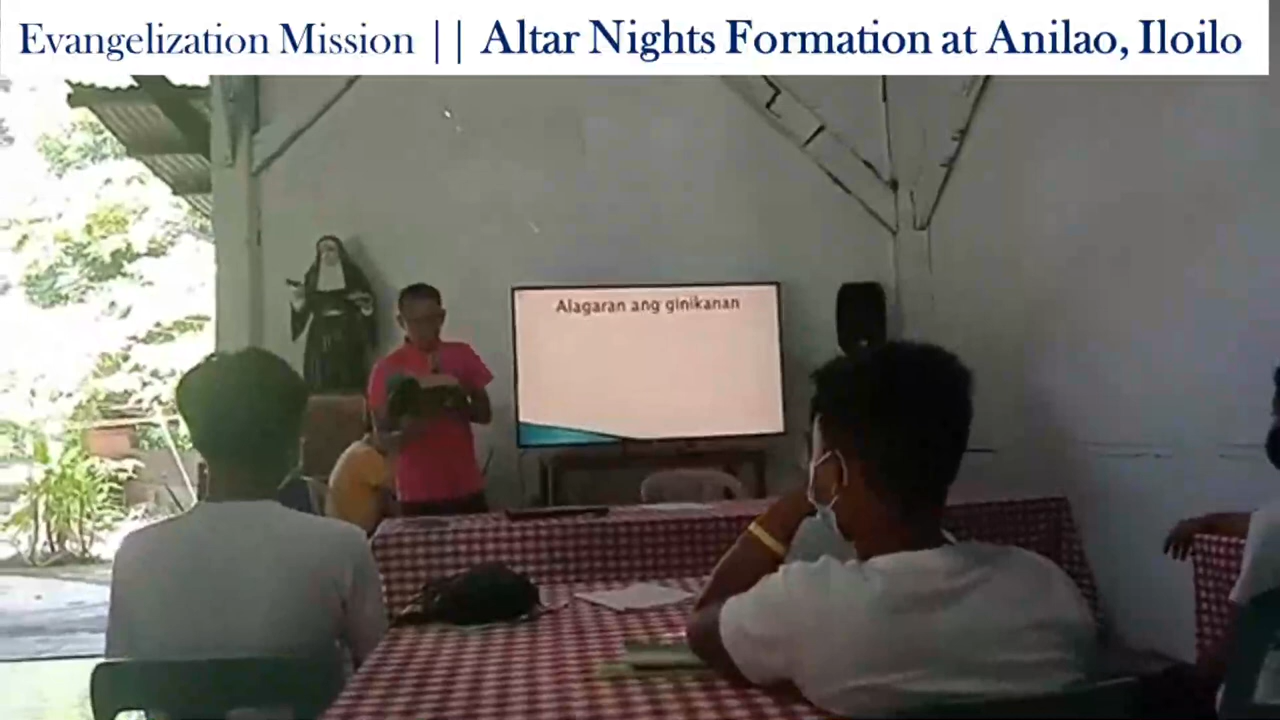 Evangelization Mission || Altar Nights Formation at Anilao, Iloilo
Alagaran ang ginikanan